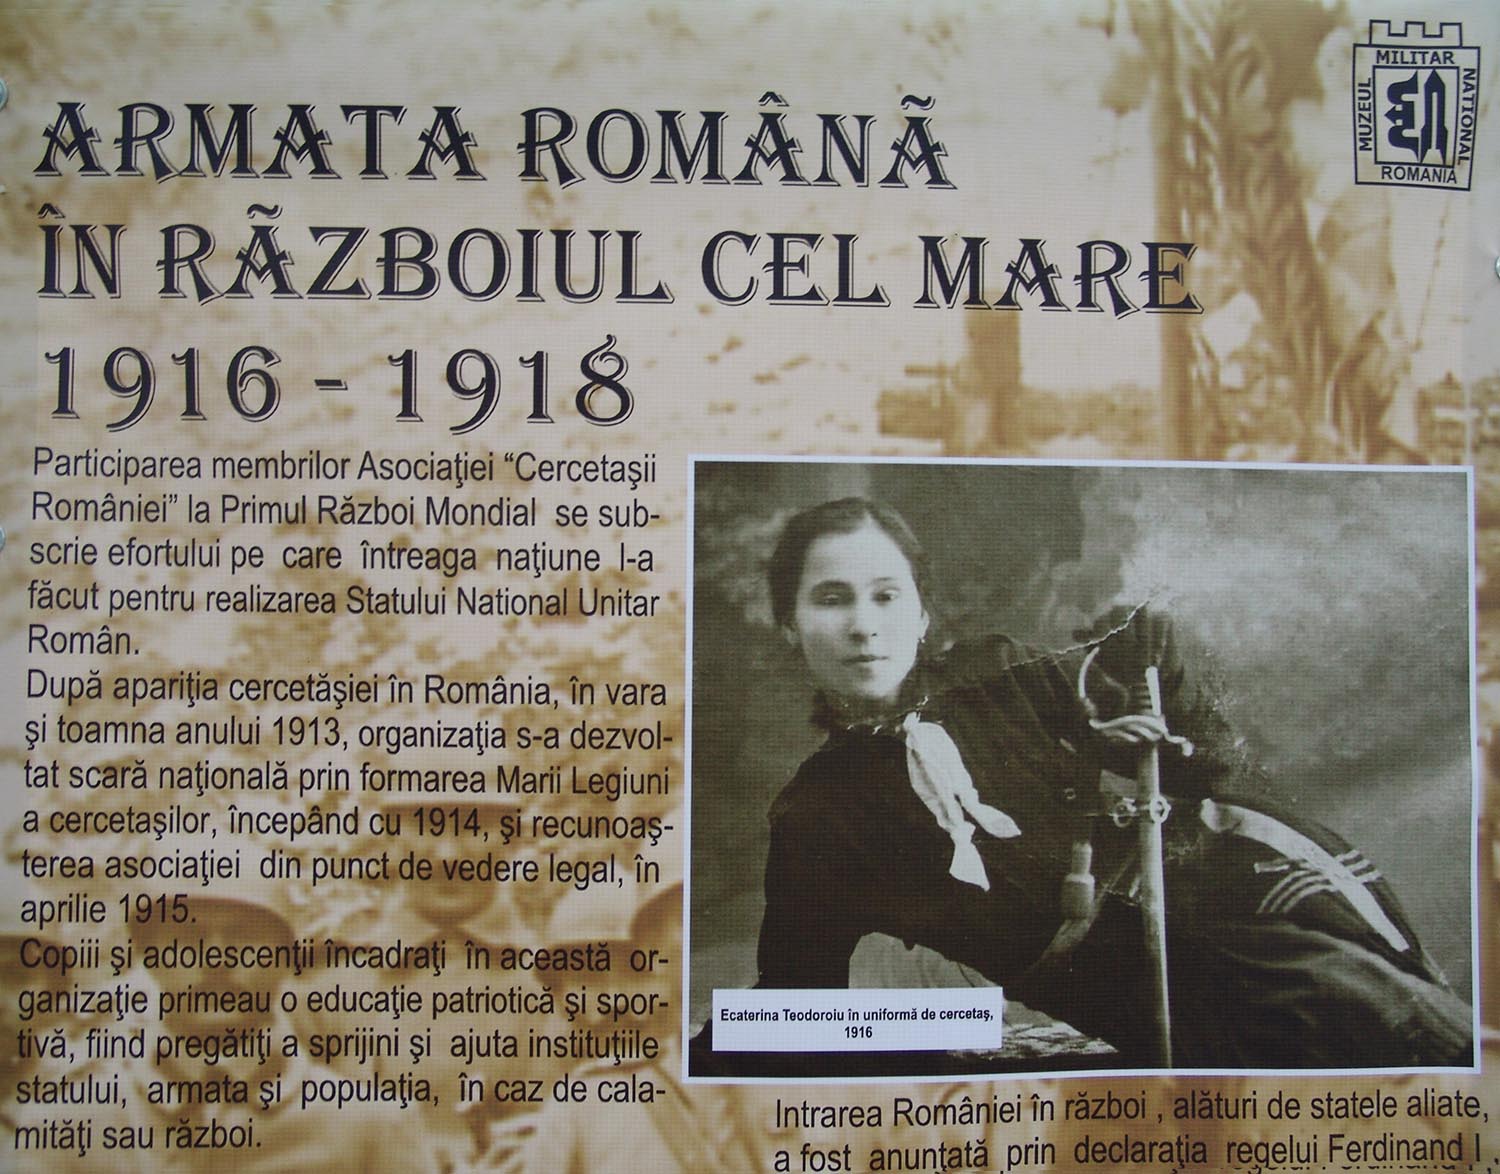 ARMATA ROMÂNÃ
ÎN RÃZBOIUL CEL MARE
1916 - 1918
MUZEUL
MILITAR
NATIONAL
ROMANIA
Participarea membrilor Asociaţiei “Cercetaşii
României” la Primul Război Mondial se sub-
scrie efortului pe care întreaga naţiune l-a
făcut pentru realizarea Statului National Unitar
Român.
După apariţia cercetăşiei în România, în vara
şi toamna anului 1913, organizaţia s-a dezvol-
tat scară naţională prin formarea Marii Legiuni
a cercetaşilor, începând cu 1914, şi recunoaş-
terea asociaţiei din punct de vedere legal, în
aprilie 1915.
Copiii şi adolescenţii încadraţi în această or-
ganizaţie primeau o educaţie patriotică şi spor-
tivă, fiind pregătiţi a sprijini şi ajuta instituţiile
statului, armata şi populaţia, în caz de cala-
mităţi sau război.
Ecaterina Teodoroiu în uniformă de cercetaş,
1916
Intrarea României în război , alături de statele aliate,
a fost anunţată prin declaraţia regelui Ferdinand I ,